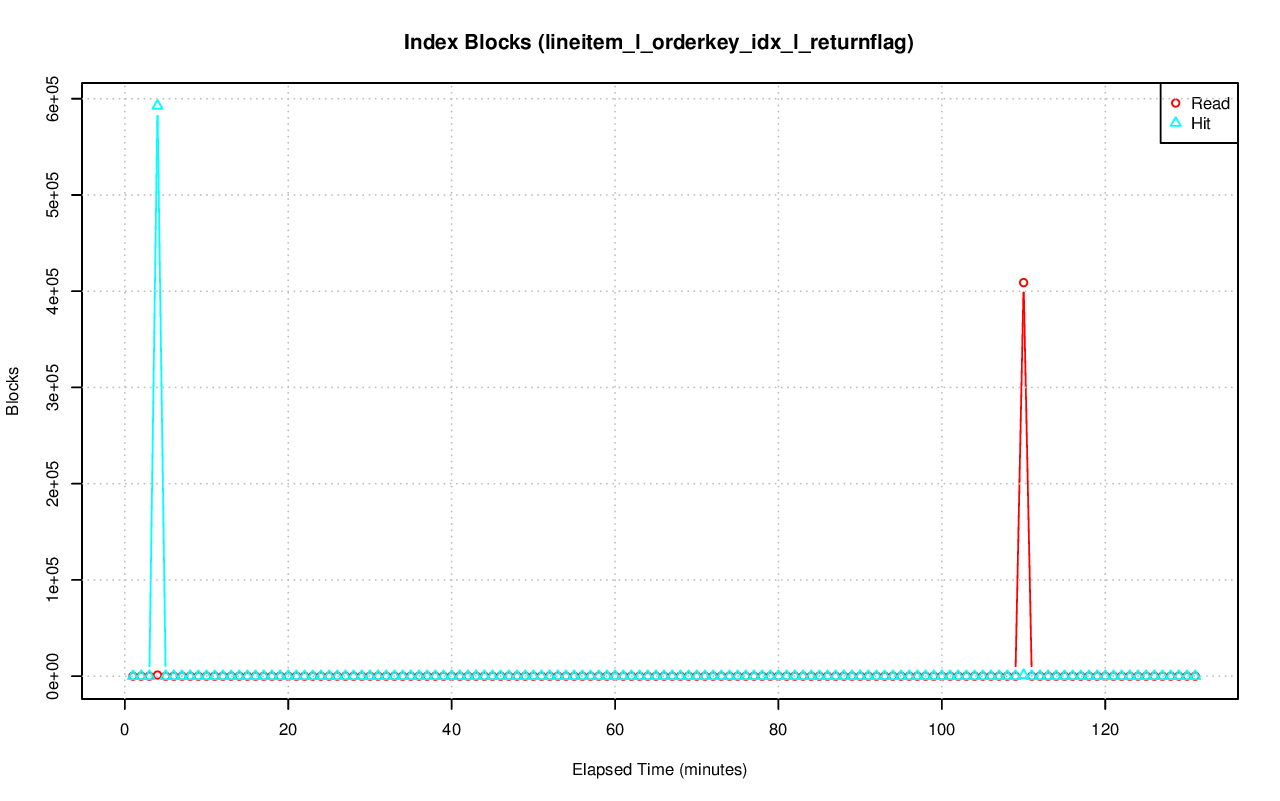 Index Blocks (lineitem_l_orderkey_idx_l_returnflag)
Read
Hit
6e+05
5e+05
4e+05
3e+05
2e+05
1e+05
0e+00
Blocks
0 20 40 60 80 100 120
Elapsed Time (minutes)